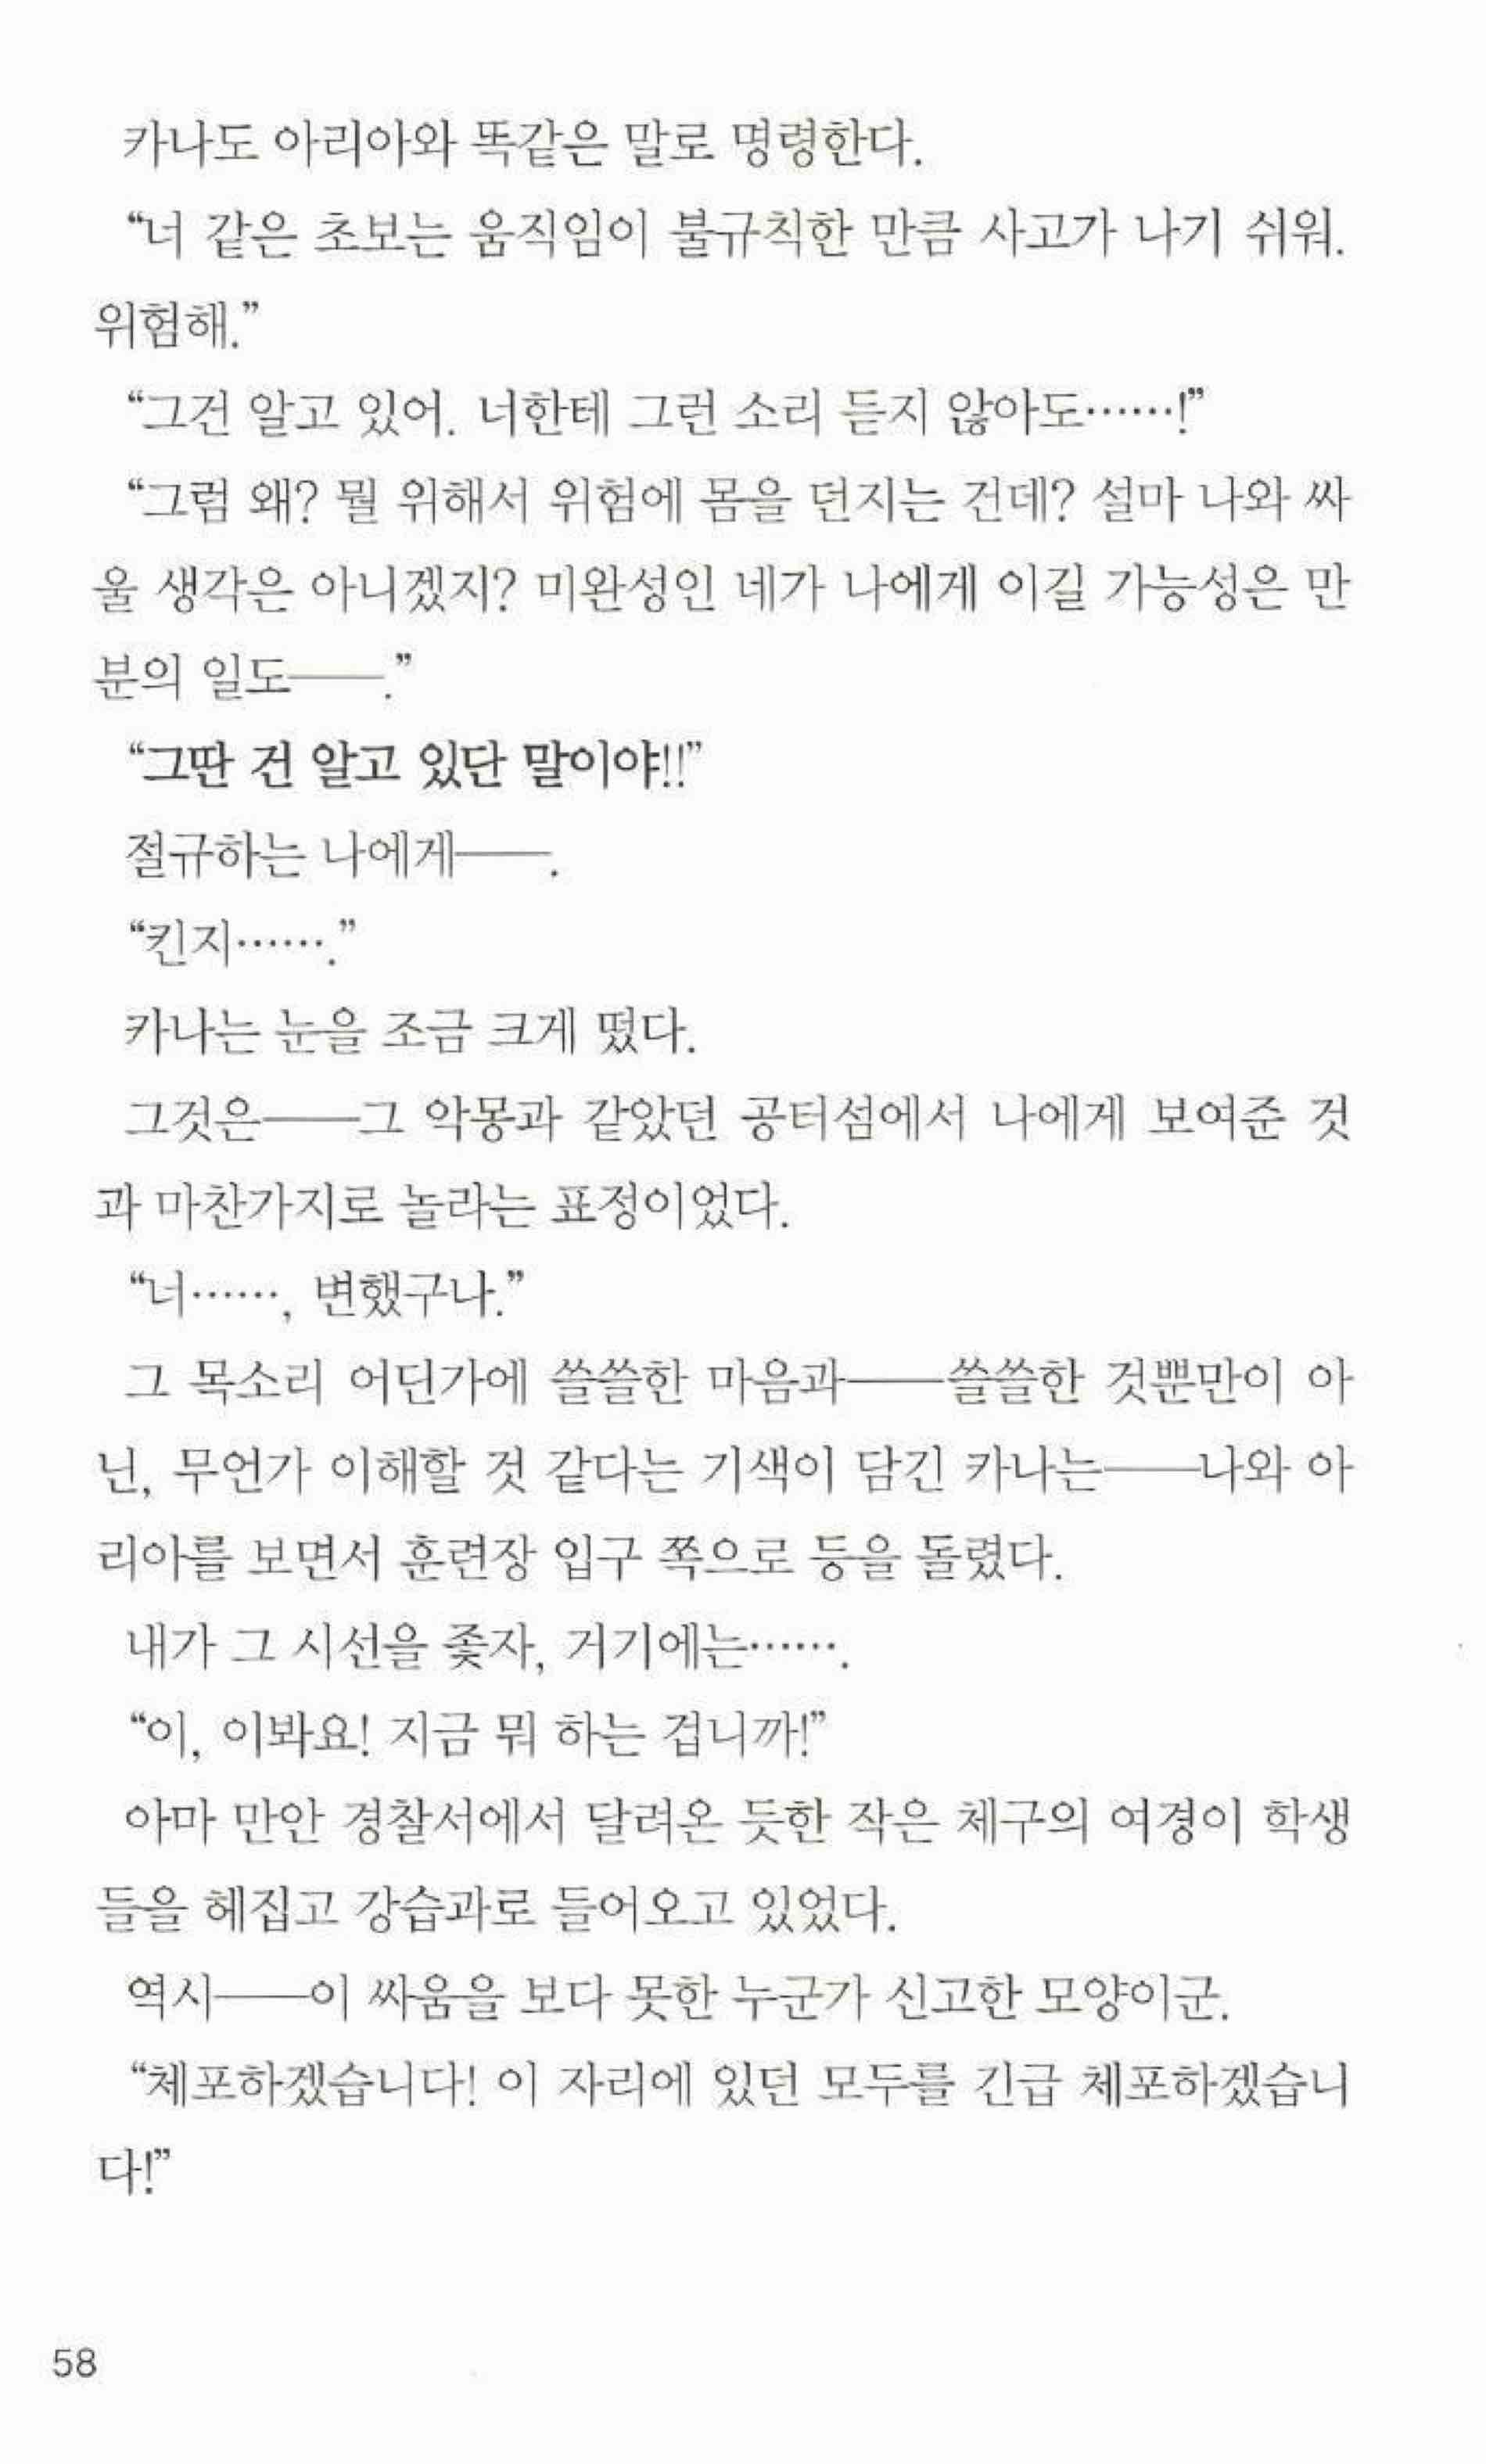 카나도 아리아와 똑같은 말로 명령한다.
“너 같은 초보는 움직임이 불규칙한 만큼 사고가 나기 쉬워.
위험해.”
“그건 알고 있어. 너한테 그런 소리 듣지 않아도……!”
“그럼 왜? 뭘 위해서 위험에 몸을 던지는 건데? 설마 나와 싸
울 생각은 아니겠지? 미완성인 네가 나에게 이길 가능성은 만
분의 일도──.”
“그딴 건 알고 있단 말이야!!”
절규하는 나에게──.
“킨지…….”
카나는 눈을 조금 크게 떴다.
그것은──그 악몽과 같았던 공터섬에서 나에게 보여준 것
과 마찬가지로 놀라는 표정이었다.
“너……, 변했구나.”
그 목소리 어딘가에 쓸쓸한 마음과──쓸쓸한 것뿐만이 아
닌, 무언가 이해할 것 같다는 기색이 담긴 카나는──나와 아
리아를 보면서 훈련장 입구 쪽으로 등을 돌렸다.
내가 그 시선을 좇자, 거기에는…….
“이, 이봐요! 지금 뭐 하는 겁니까!”
아마 만안 경찰서에서 달려온 듯한 작은 체구의 여경이 학생
들을 헤집고 강습과로 들어오고 있었다.
역시──이 싸움을 보다 못한 누군가 신고한 모양이군.
“체포하겠습니다! 이 자리에 있던 모두를 긴급 체포하겠습니
다!”
58